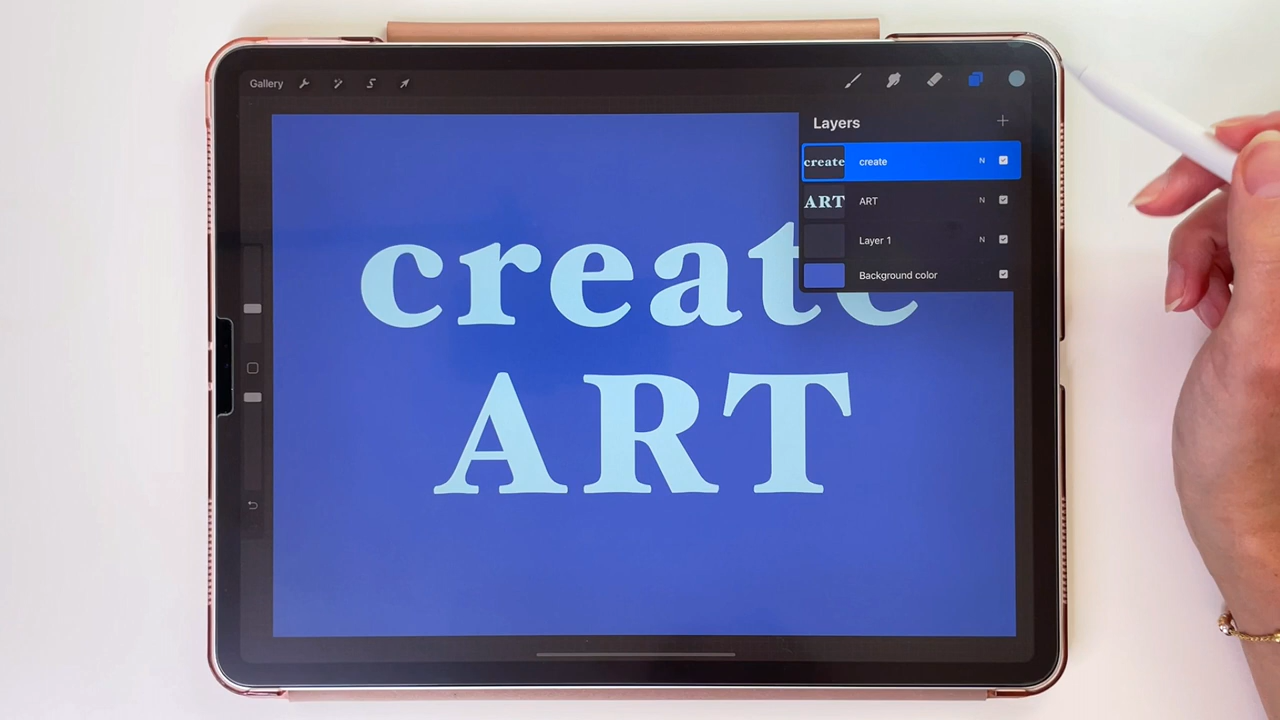 Gallery
Layers
create create N
ART ART N
Layer 1 N
Background color
create
ART